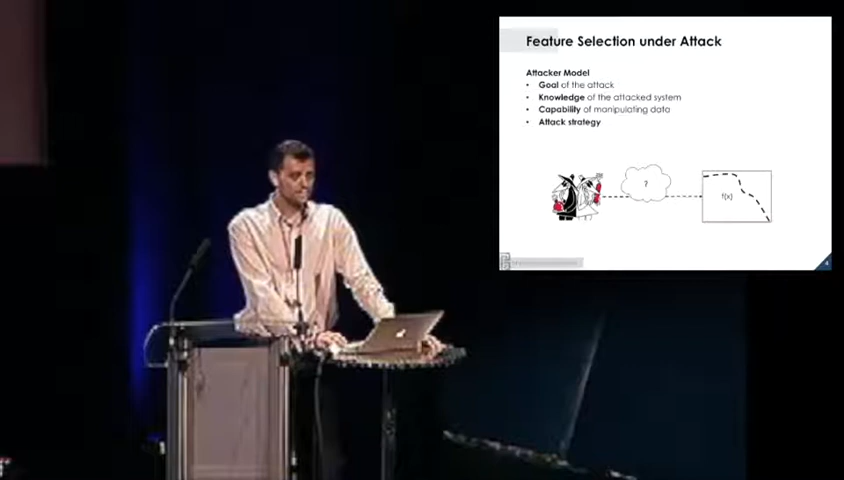 Feature Selection under Attack
Attacker Model
• Goal of the attack
• Knowledge of the attacked system
• Capability of manipulating data
• Attack strategy
?
f(x)